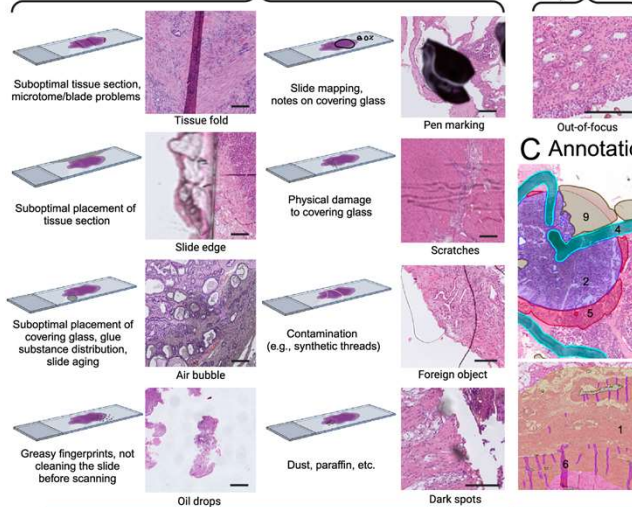 Suboptimal tissue section,
microtome/blade problems
Tissue fold
Slide mapping,
notes on covering glass
Pen marking
Out-of-focus
Suboptimal placement of
tissue section
Slide edge
Physical damage
to covering glass
Scratches
C Annotatio
9
4
2
5
Suboptimal placement of
covering glass, glue
substance distribution,
slide aging
Air bubble
Contamination
(e.g., synthetic threads)
Foreign object
Greasy fingerprints, not
cleaning the slide
before scanning
Oil drops
Dust, paraffin, etc.
Dark spots
1
6